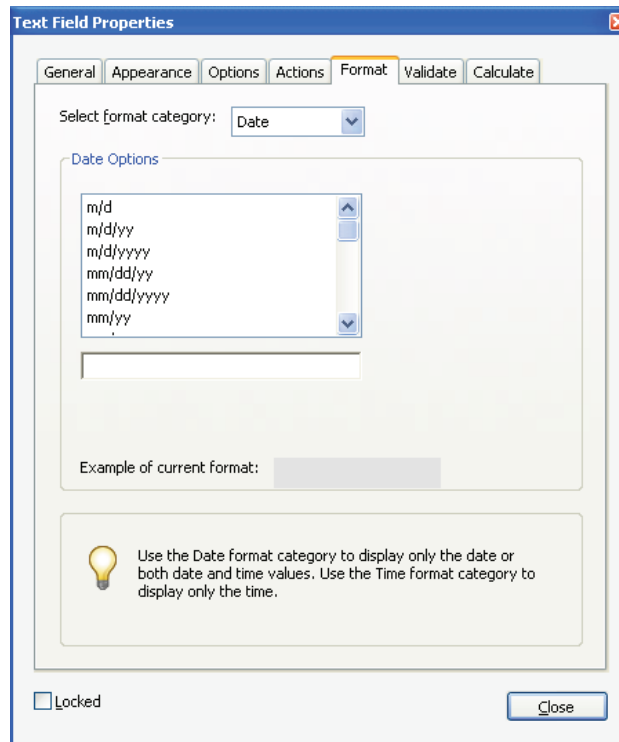 Text Field Properties
General Appearance Options Actions Format Validate Calculate
Select format category: Date
Date Options
m/d
m/d/yy
m/d/yyyy
mm/dd/yy
mm/dd/yyyy
mm/yy
Example of current format:
Use the Date format category to display only the date or
both date and time values. Use the Time format category to
display only the time.
Locked
Close